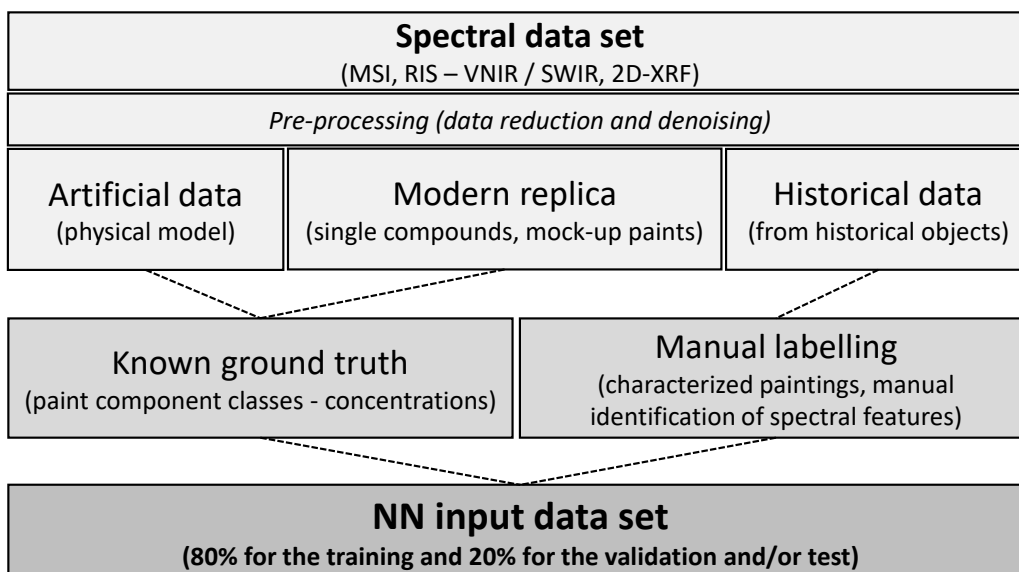 Spectral data set
(MSI, RIS – VNIR / SWIR, 2D-XRF)
Pre-processing (data reduction and denoising)
Artificial data
(physical model)
Modern replica
(single compounds, mock-up paints)
Historical data
(from historical objects)
Known ground truth
(paint component classes - concentrations)
Manual labelling
(characterized paintings, manual
identification of spectral features)
NN input data set
(80% for the training and 20% for the validation and/or test)